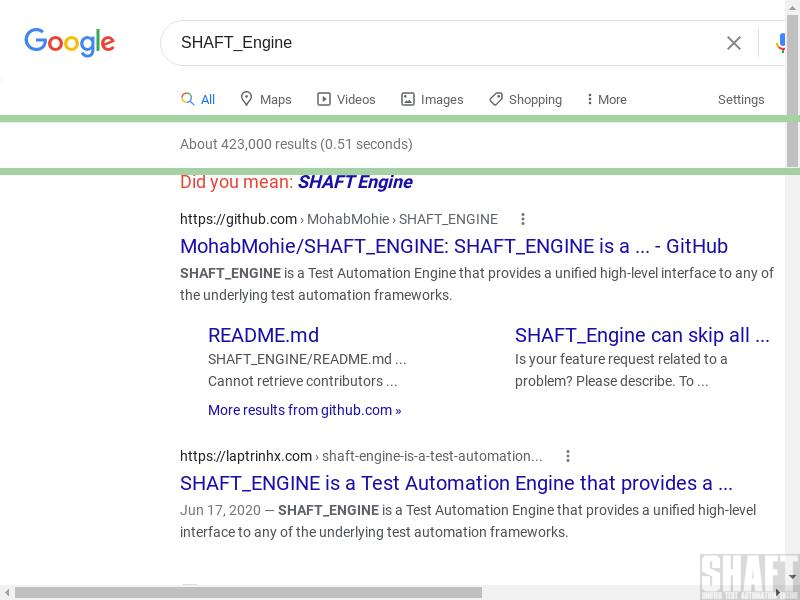 Google
SHAFT_Engine
All Maps Videos Images Shopping More Settings
About 423,000 results (0.51 seconds)
Did you mean: SHAFT Engine
https://github.com › MohabMohie › SHAFT_ENGINE
MohabMohie/SHAFT_ENGINE: SHAFT_ENGINE is a ... - GitHub
SHAFT_ENGINE is a Test Automation Engine that provides a unified high-level interface to any of
the underlying test automation frameworks.
README.md
SHAFT_ENGINE/README.md ...
Cannot retrieve contributors ...
SHAFT_Engine can skip all ...
Is your feature request related to a
problem? Please describe. To ...
More results from github.com »
https://laptrinhx.com › shaft-engine-is-a-test-automation...
SHAFT_ENGINE is a Test Automation Engine that provides a ...
Jun 17, 2020 — SHAFT_ENGINE is a Test Automation Engine that provides a unified high-level
interface to any of the underlying test automation frameworks.
SHAFT